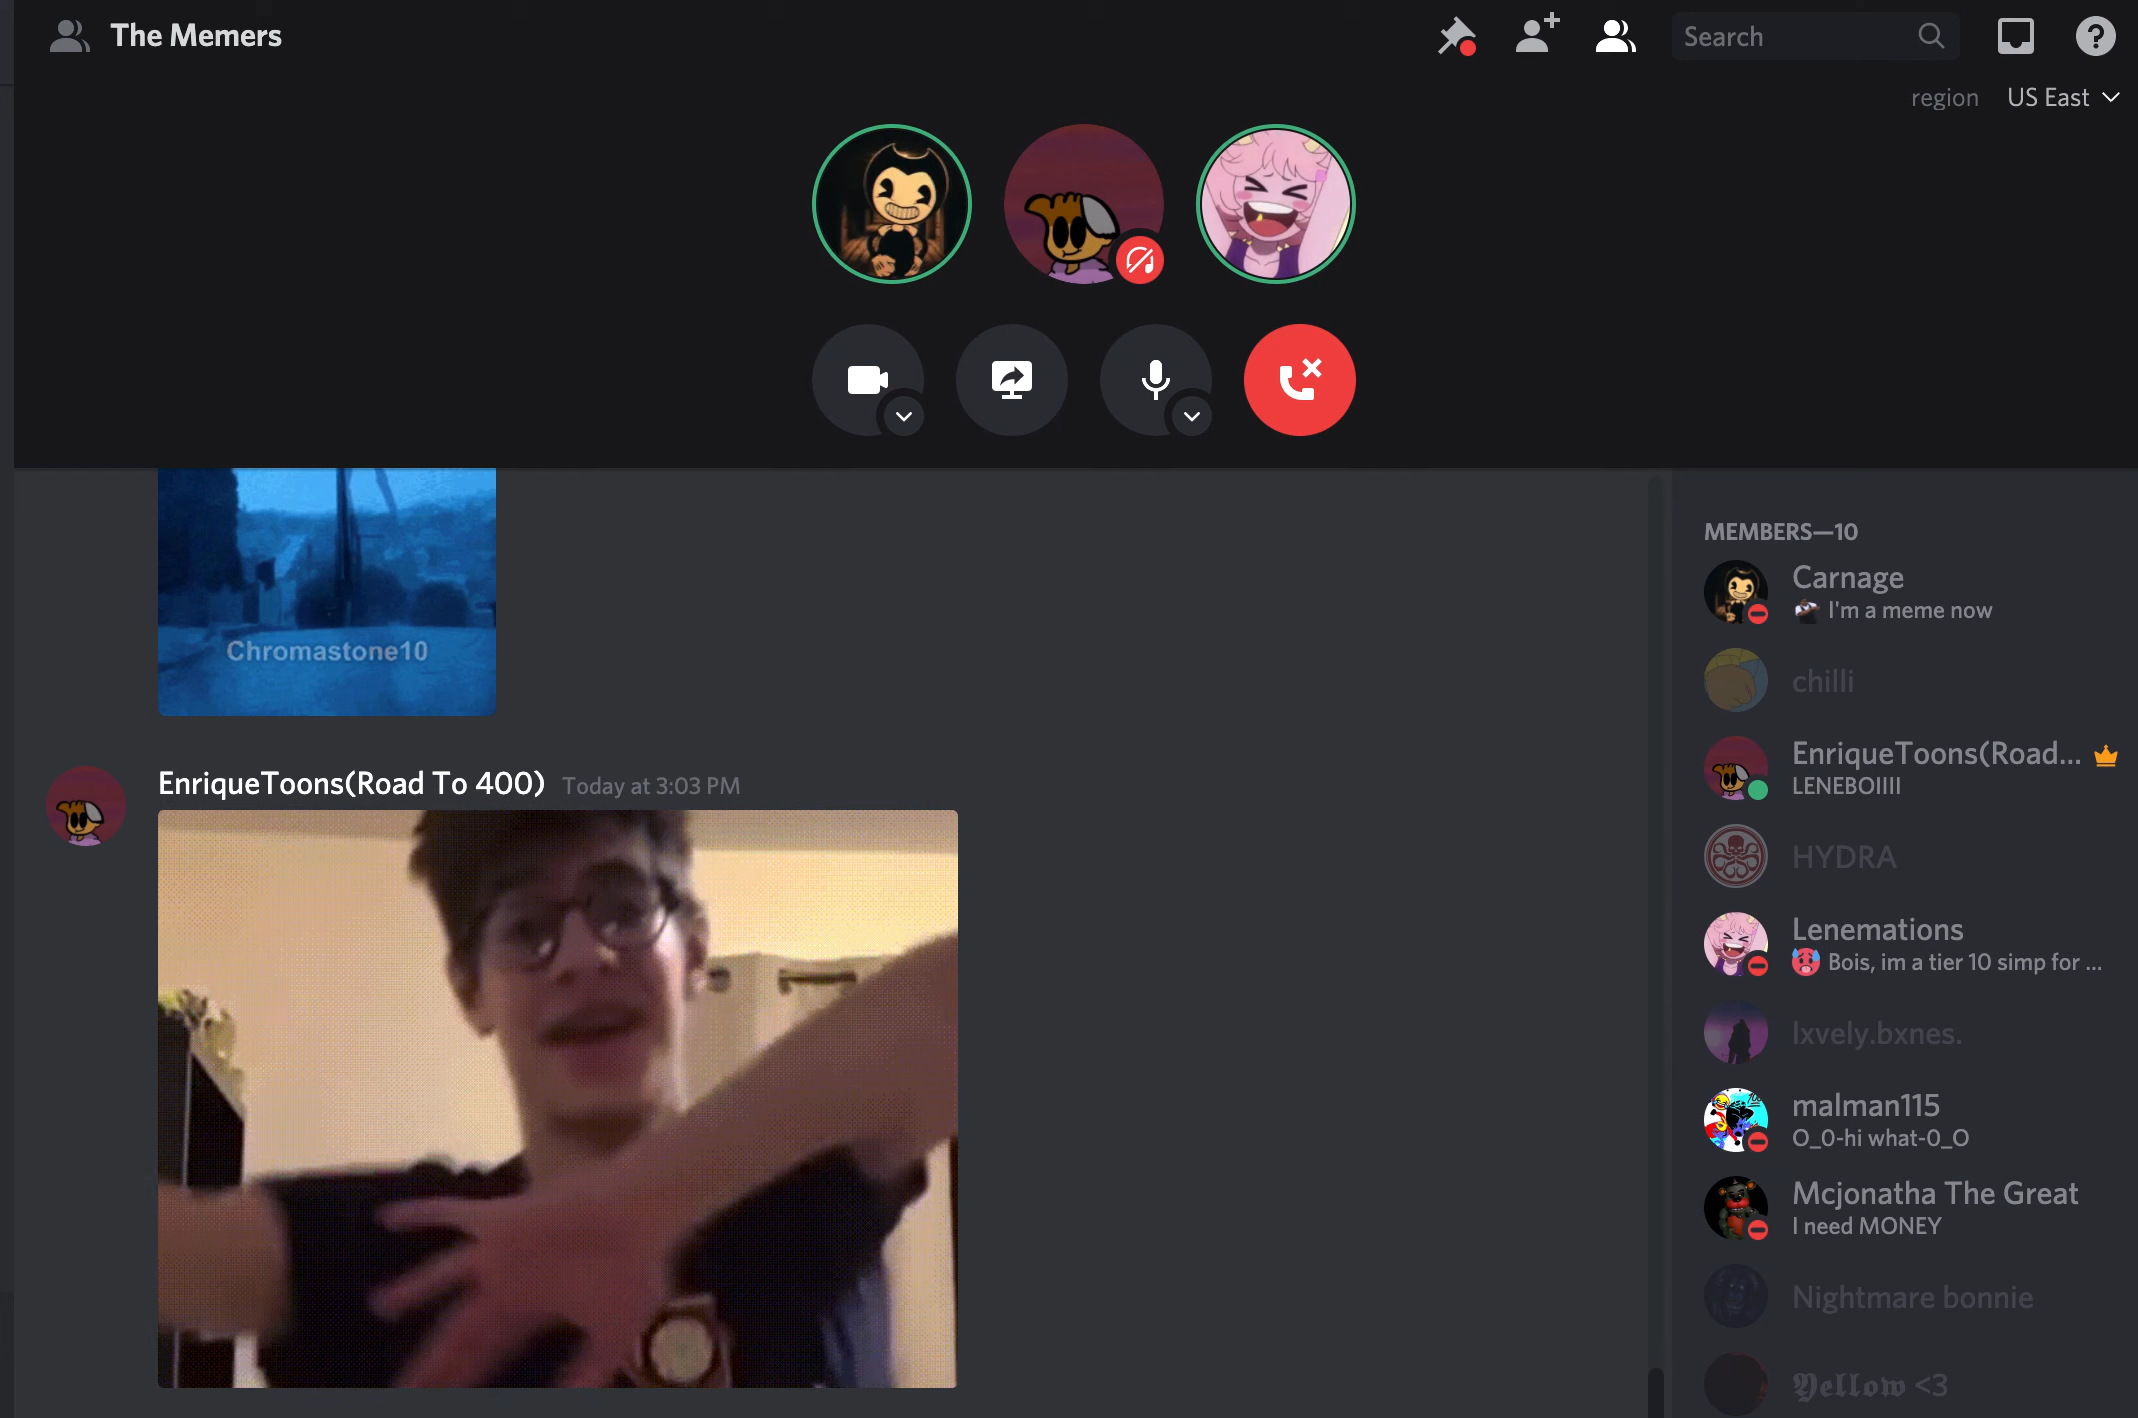 The Memers
Search
region US East
Chromastone10
EnriqueToons(Road To 400) Today at 3:03 PM
MEMBERS—10
Carnage
I'm a meme now
chilli
EnriqueToons(Road...
LENEBOIIII
HYDRA
Lenemations
Bois, im a tier 10 simp for ...
lxvely.bxnes.
malman115
O_0-hi what-0_O
Mcjonatha The Great
I need MONEY
Nightmare bonnie
𝖄𝖊𝖑𝖑𝖔𝖜 <3